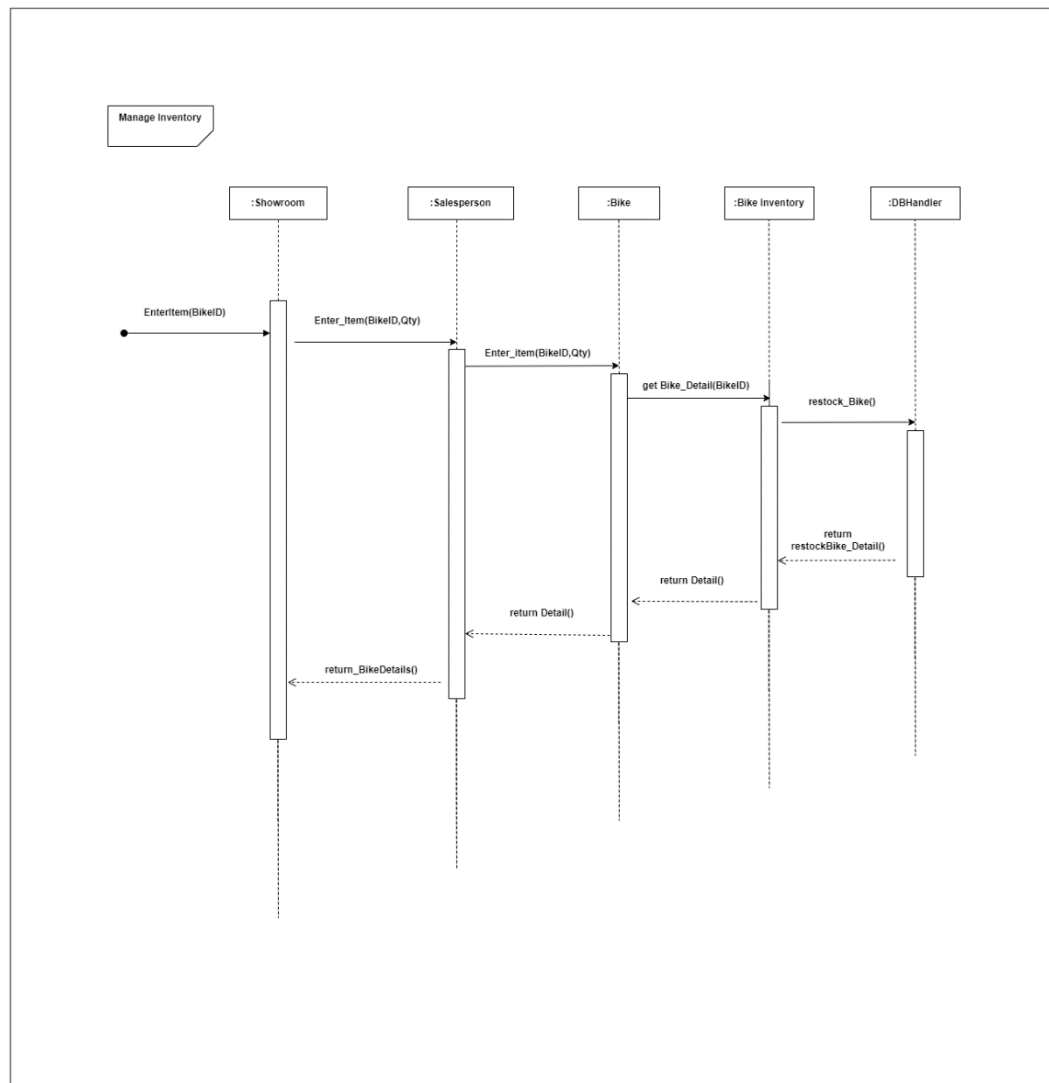 Manage Inventory
:Showroom
:Salesperson
:Bike
:Bike Inventory
:DBHandler
EnterItem(BikeID)
Enter_Item(BikeID,Qty)
Enter_item(BikeID,Qty)
get Bike_Detail(BikeID)
restock_Bike()
return
restockBike_Detail()
return Detail()
return Detail()
return_BikeDetails()